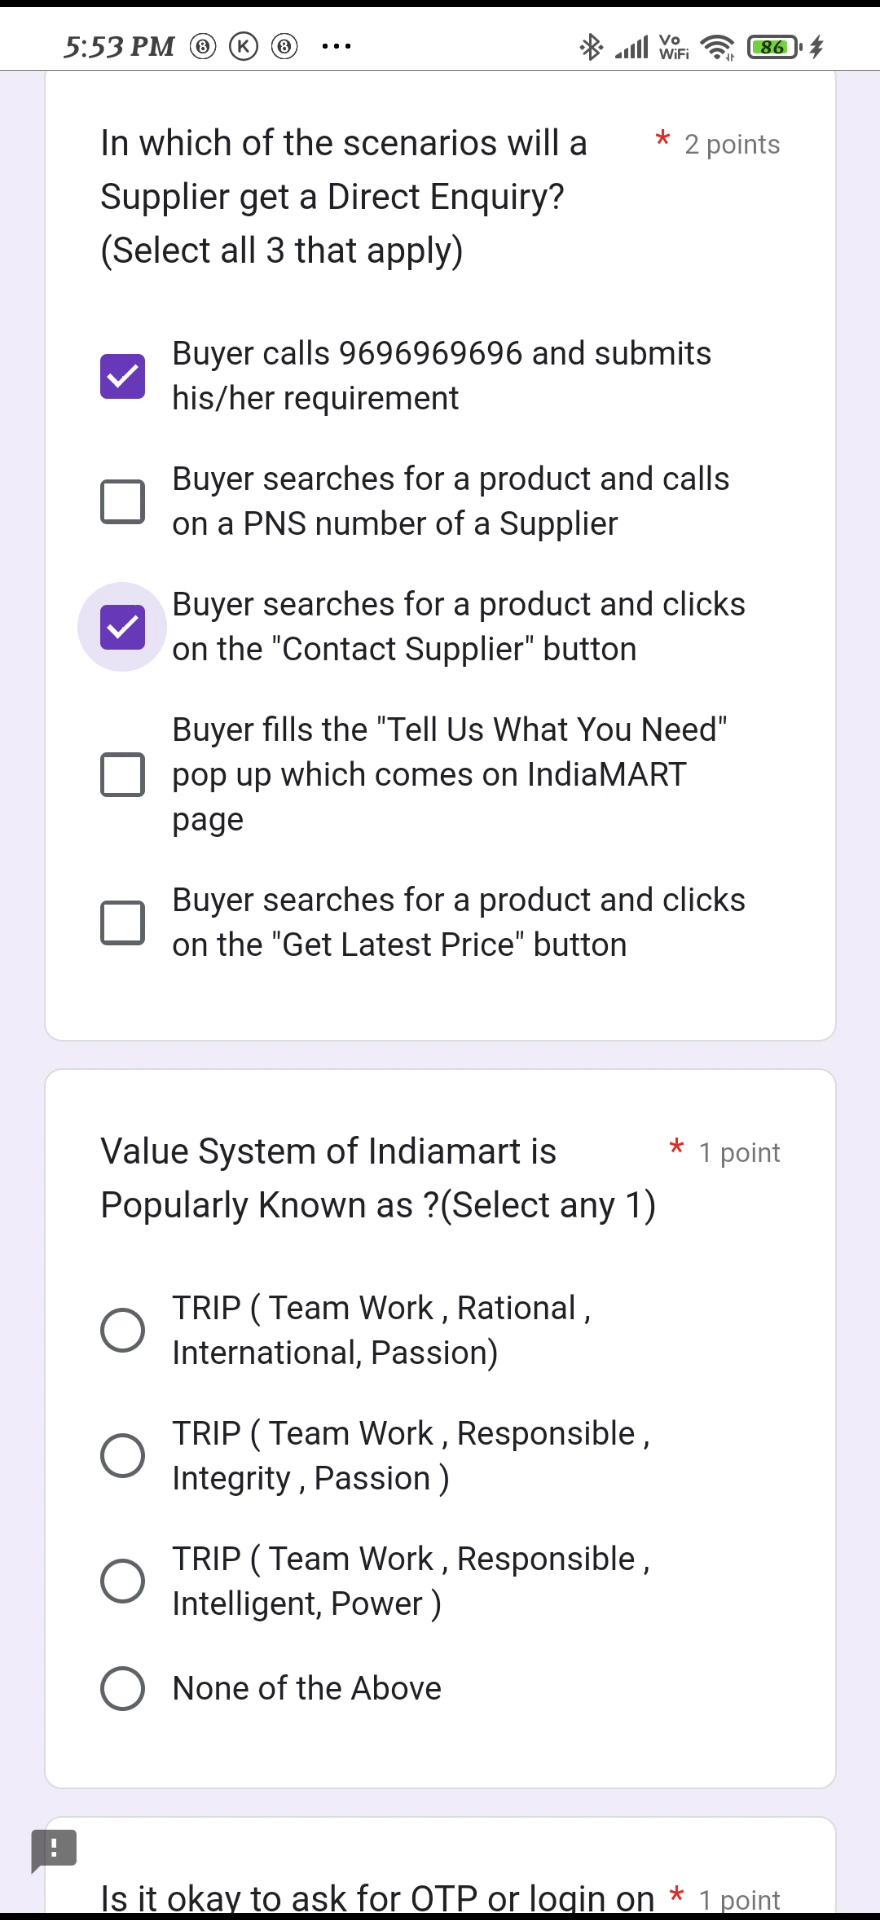 5:53 PM 8 K 8 ...
Vo
WiFi
86
In which of the scenarios will a * 2 points
Supplier get a Direct Enquiry?
(Select all 3 that apply)
Buyer calls 9696969696 and submits
his/her requirement
Buyer searches for a product and calls
on a PNS number of a Supplier
Buyer searches for a product and clicks
on the "Contact Supplier" button
Buyer fills the "Tell Us What You Need"
pop up which comes on IndiaMART
page
Buyer searches for a product and clicks
on the "Get Latest Price" button
Value System of Indiamart is * 1 point
Popularly Known as ?(Select any 1)
TRIP ( Team Work , Rational ,
International, Passion)
TRIP ( Team Work , Responsible ,
Integrity , Passion )
TRIP ( Team Work , Responsible ,
Intelligent, Power )
None of the Above
!
Is it okay to ask for OTP or login on * 1 point